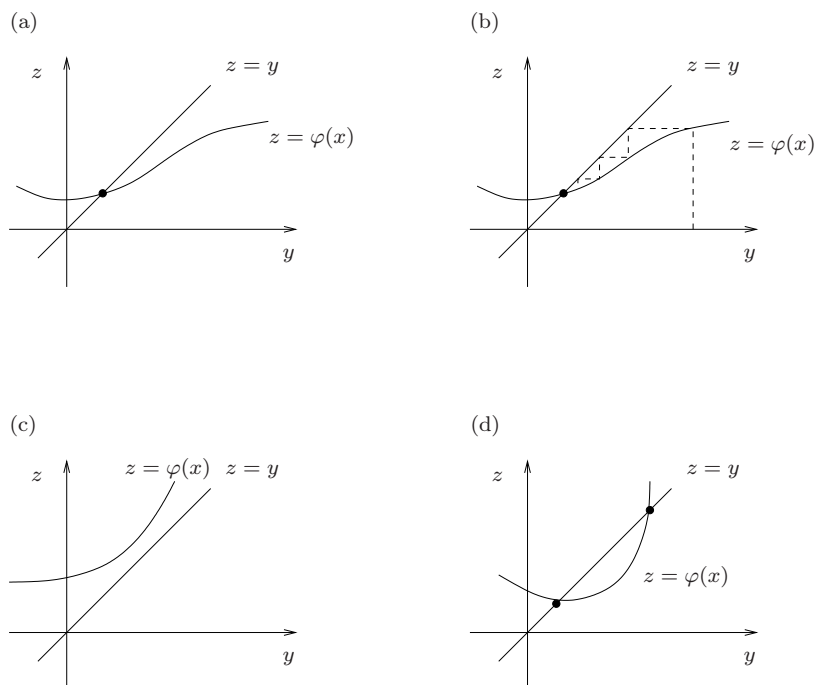 (a)
z
z = y
z = φ(x)
y
(b)
z
z = y
z = φ(x)
y
(c)
z
z = φ(x)
z = y
y
(d)
z
z = y
z = φ(x)
y